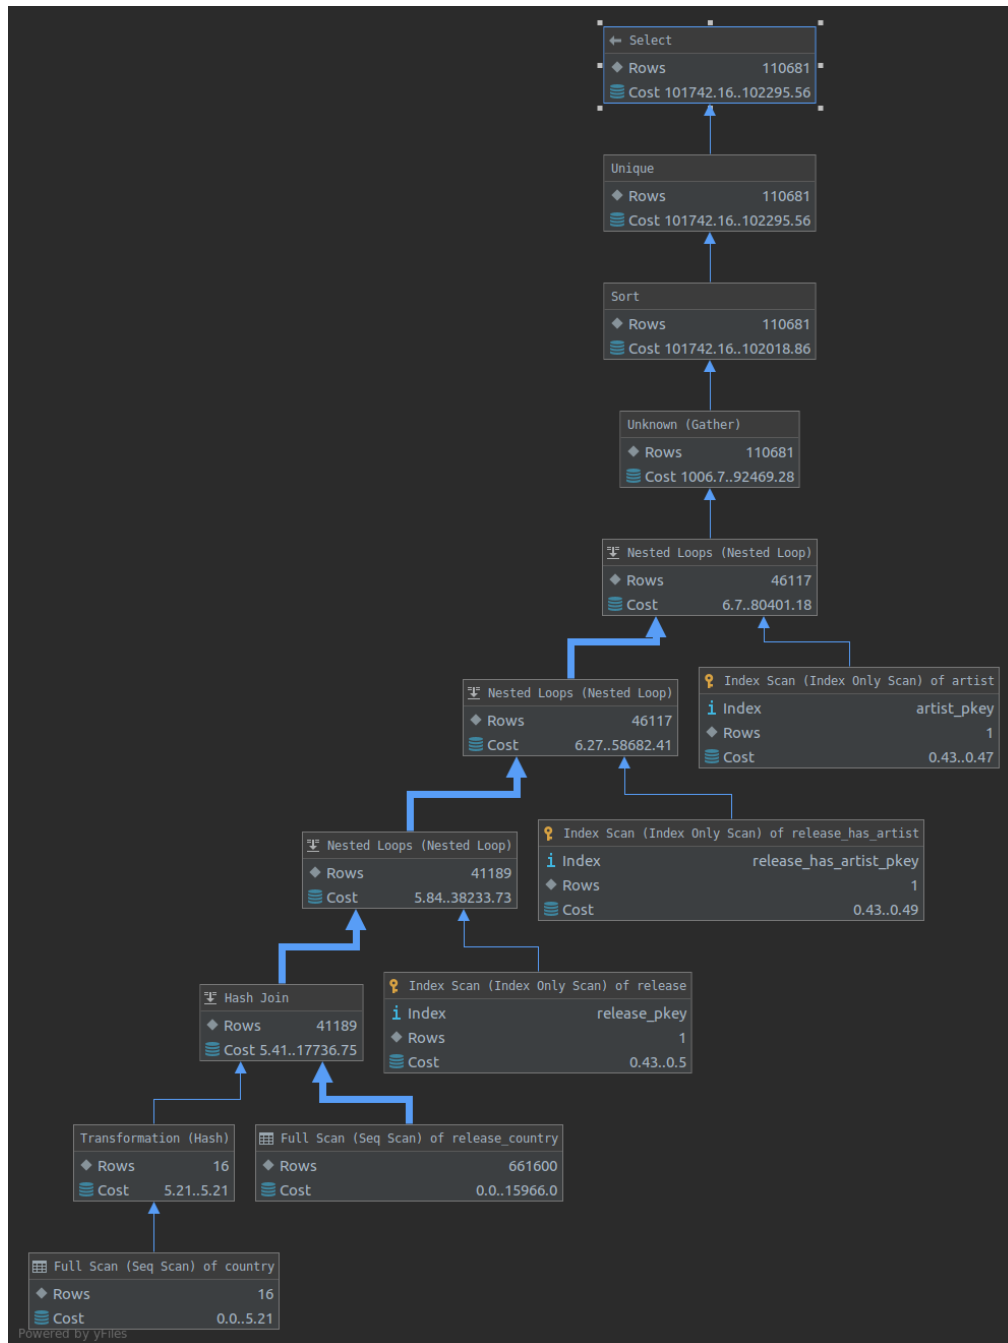 Select
Rows 110681
Cost 101742.16..102295.56
Unique
Rows 110681
Cost 101742.16..102295.56
Sort
Rows 110681
Cost 101742.16..102018.86
Unknown (Gather)
Rows 110681
Cost 1006.7..92469.28
Nested Loops (Nested Loop)
Rows 46117
Cost 6.7..80401.18
Index Scan (Index Only Scan) of artist
i Index artist_pkey
Rows 1
Cost 0.43..0.47
Nested Loops (Nested Loop)
Rows 46117
Cost 6.27..58682.41
Index Scan (Index Only Scan) of release_has_artist
i Index release_has_artist_pkey
Rows 1
Cost 0.43..0.49
Nested Loops (Nested Loop)
Rows 41189
Cost 5.84..38233.73
Index Scan (Index Only Scan) of release
i Index release_pkey
Rows 1
Cost 0.43..0.5
Hash Join
Rows 41189
Cost 5.41..17736.75
Transformation (Hash)
Rows 16
Cost 5.21..5.21
Full Scan (Seq Scan) of release_country
Rows 661600
Cost 0.0..15966.0
Full Scan (Seq Scan) of country
Rows 16
Cost 0.0..5.21
Powered by yFiles